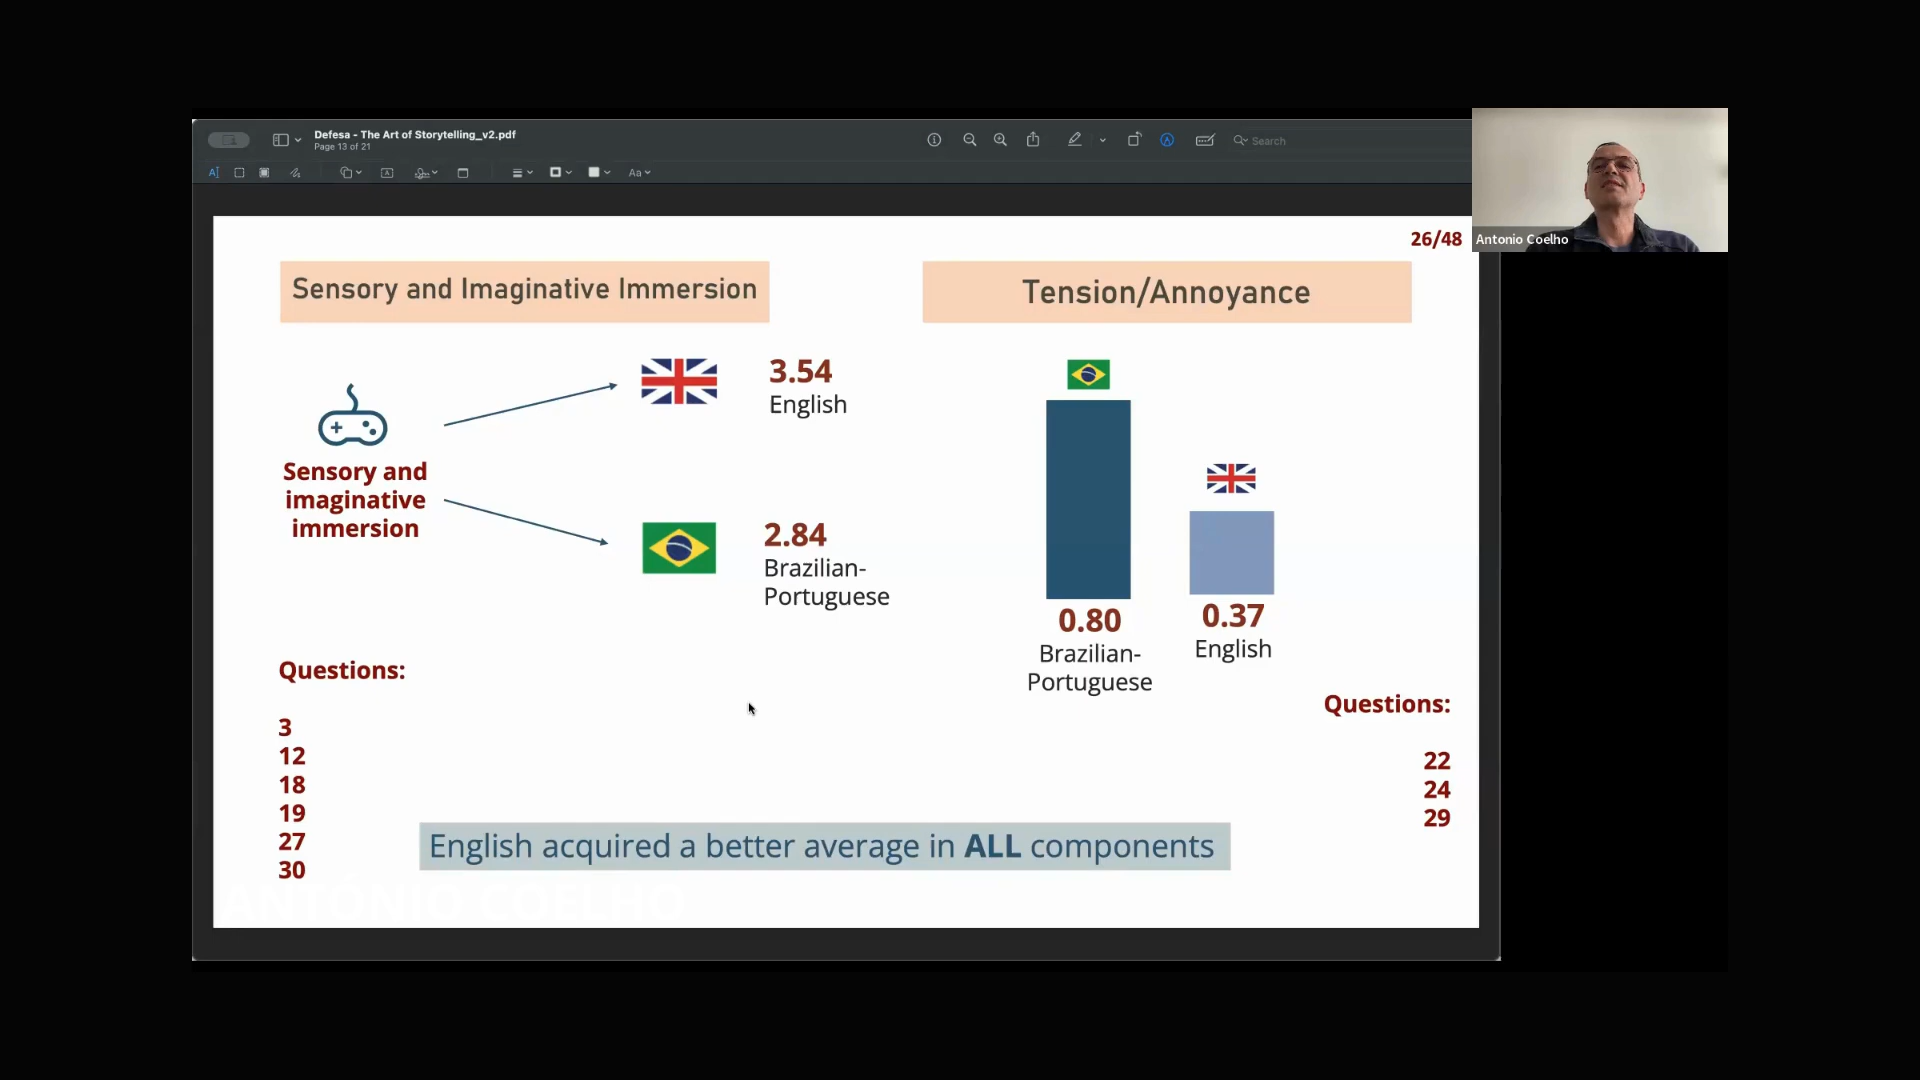 Defesa - The Art of Storytelling_v2.pdf
Page 13 of 21
Search
Aa
Antonio Coelho
26/48
Sensory and Imaginative Immersion
Tension/Annoyance
3.54
English
Sensory and
imaginative
immersion
2.84
Brazilian-
Portuguese
0.80
Brazilian-
Portuguese
0.37
English
Questions:
3
12
18
19
27
30
Questions:
22
24
29
English acquired a better average in ALL components
ANTÓNIO COELHO